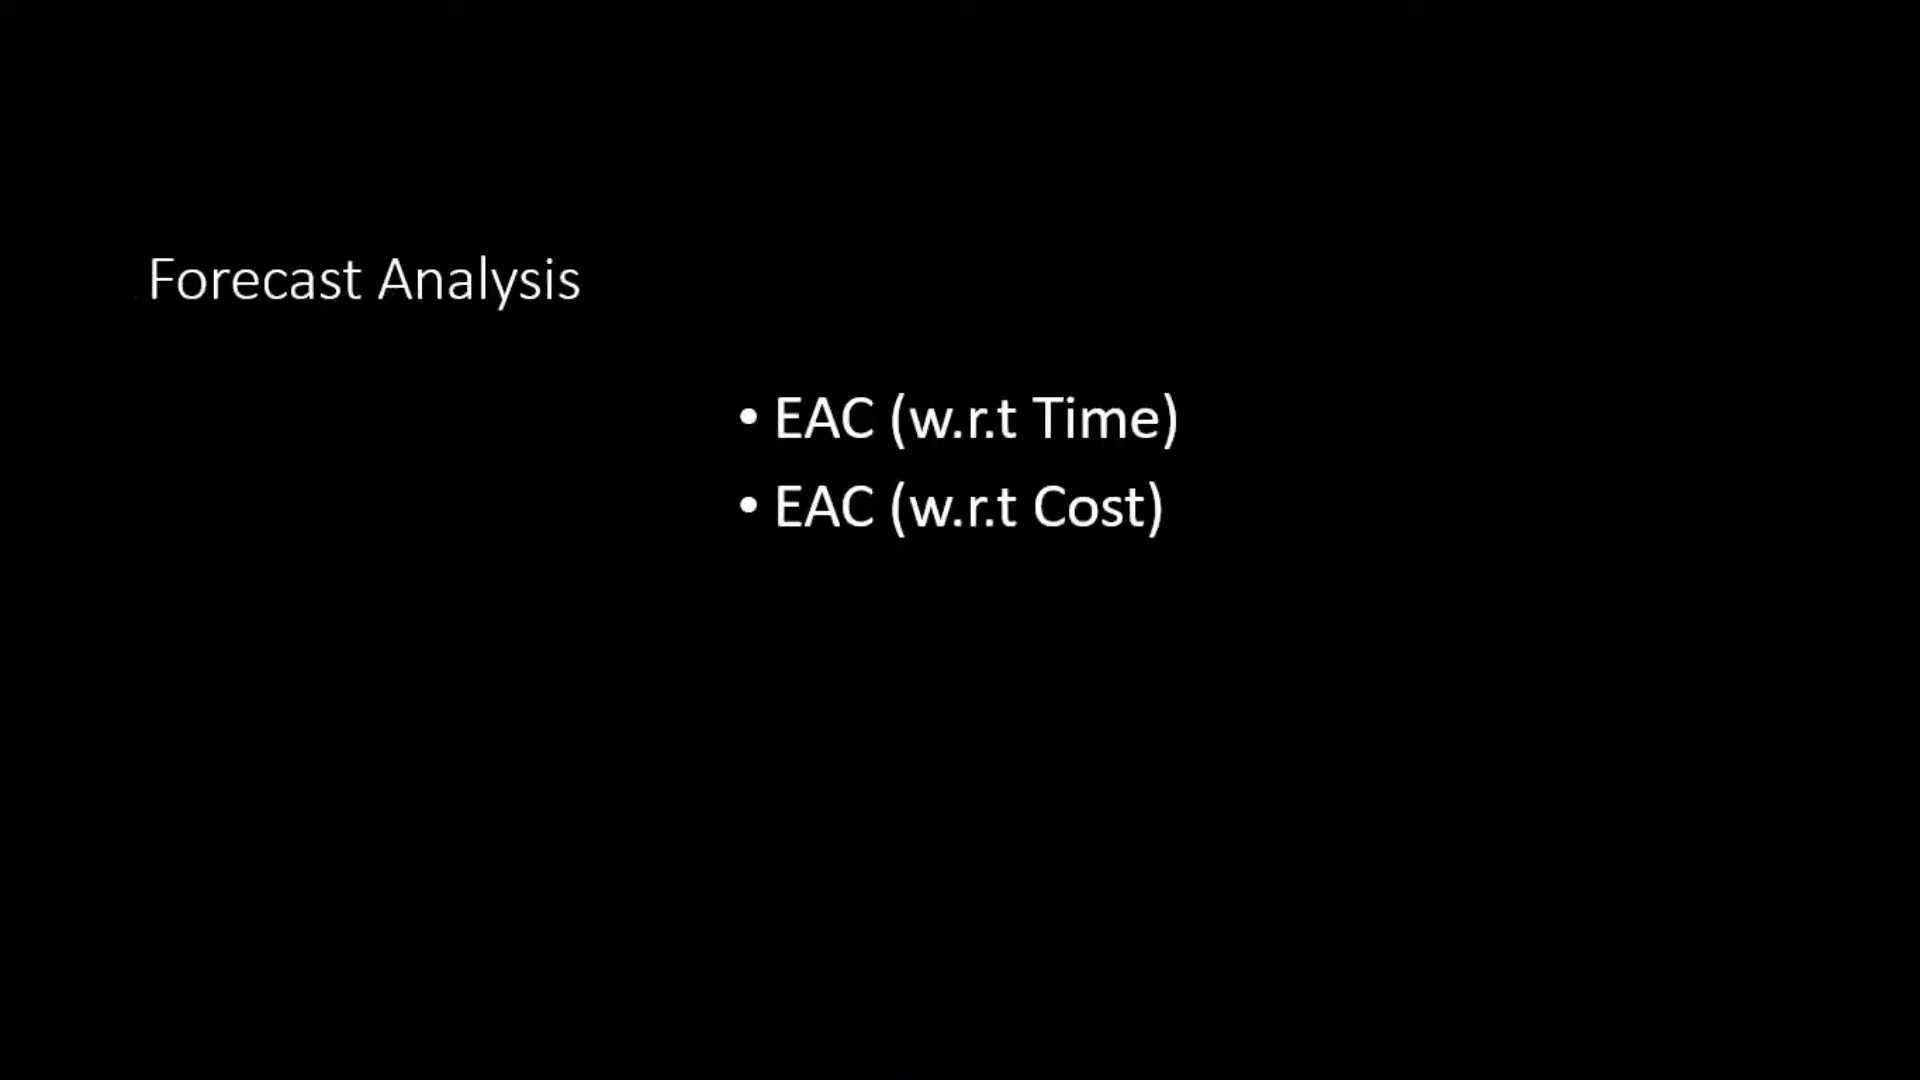 Forecast Analysis
• EAC (w.r.t Time)
• EAC (w.r.t Cost)